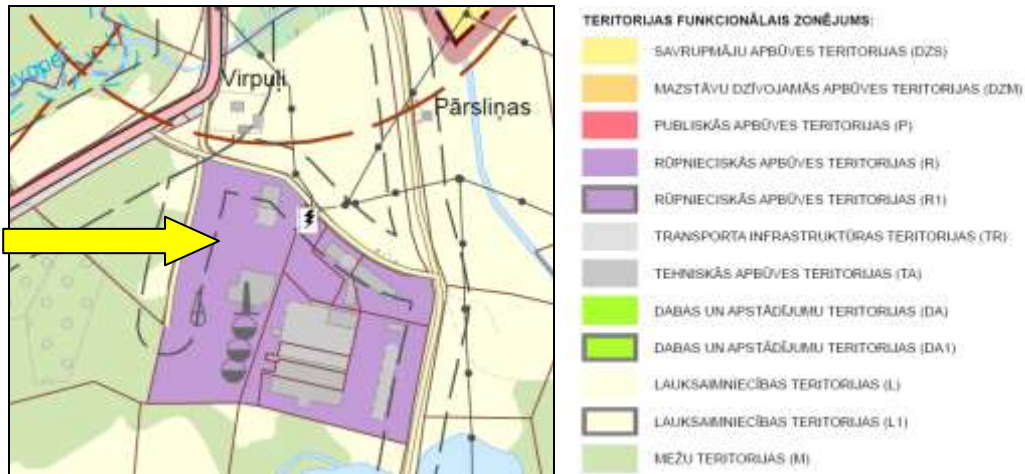 Virpuļi
Pārsliņas
TERITORIJAS FUNKCIONĀLAIS ZONĒJUMS:
SAVRUPMĀJU APBŪVES TERITORIJAS (DZS)
MAZSTĀVU DZĪVOJAMĀS APBŪVES TERITORIJAS (DZM)
PUBLISKĀS APBŪVES TERITORIJAS (P)
RŪPNIECISKĀS APBŪVES TERITORIJAS (R)
RŪPNIECISKĀS APBŪVES TERITORIJAS (R1)
TRANSPORTA INFRASTRUKTŪRAS TERITORIJAS (TR)
TEHNISKĀS APBŪVES TERITORIJAS (TA)
DABAS UN APSTĀDĪJUMU TERITORIJAS (DA)
DABAS UN APSTĀDĪJUMU TERITORIJAS (DA1)
LAUKSAIMNIECĪBAS TERITORIJAS (L)
LAUKSAIMNIECĪBAS TERITORIJAS (L1)
MEŽU TERITORIJAS (M)